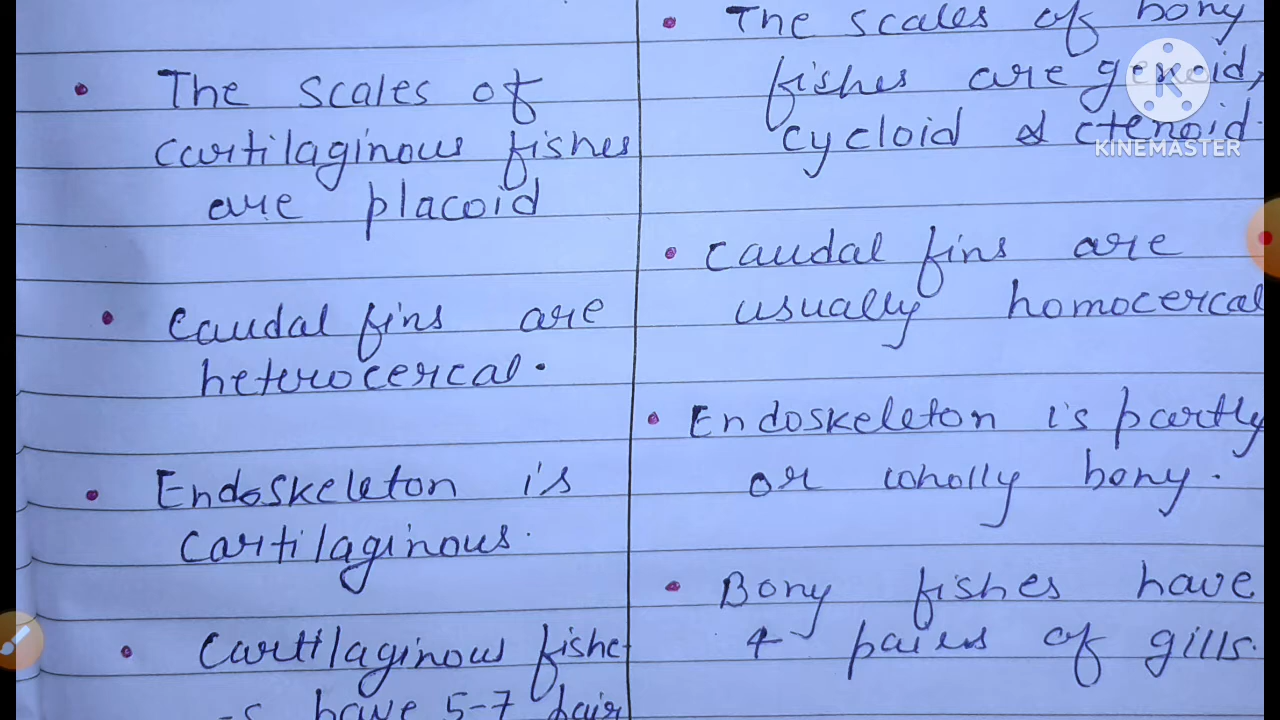 • The scales of
cartilaginous fishes
are placoid
• Caudal fins are
heterocercal.
• Endoskeleton is
cartilaginous.
• Cartilaginous fishe-
-s have 5-7 pair
• The scales of bony
fishes are
cycloid & ctenoid.
• Caudal fins are
usually homocercal
• Endoskeleton is partly
or wholly bony.
• Bony fishes have
4 pairs of gills.
KINEMASTER